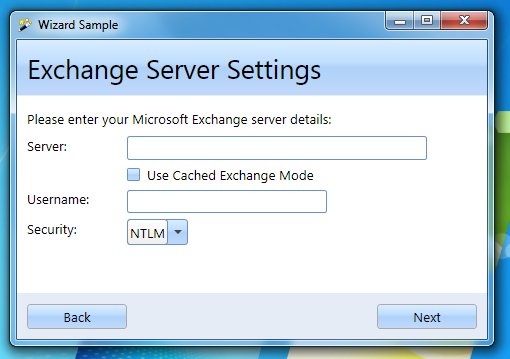 Wizard Sample
Exchange Server Settings
Please enter your Microsoft Exchange server details:
Server:
Use Cached Exchange Mode
Username:
Security:
NTLM
Back
Next